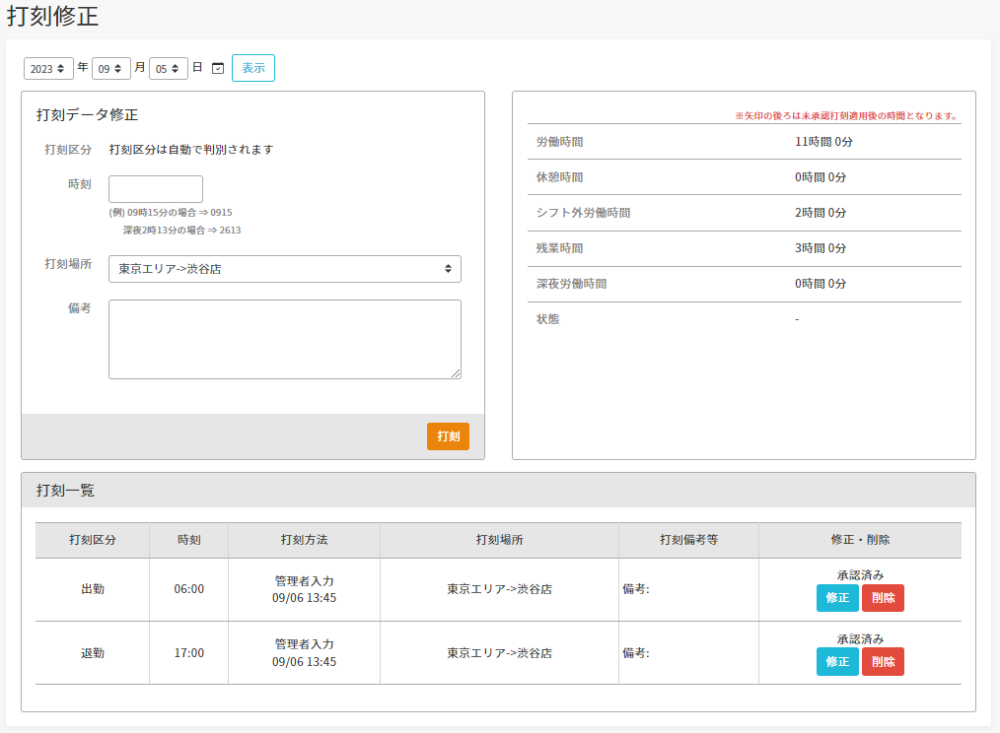 打刻修正
2023 年 09 月 05 日 表示
打刻データ修正
打刻区分 打刻区分は自動で判別されます
時刻
(例) 09時15分の場合 ⇒ 0915
深夜2時13分の場合 ⇒ 2613
打刻場所 東京エリア->渋谷店
備考
打刻
※矢印の後ろは未承認打刻適用後の時間となります。
労働時間 11時間 0分
休憩時間 0時間 0分
シフト外労働時間 2時間 0分
残業時間 3時間 0分
深夜労働時間 0時間 0分
状態 -
打刻一覧
打刻区分 時刻 打刻方法 打刻場所 打刻備考等 修正・削除
出勤 06:00 管理者入力 東京エリア->渋谷店 備考: 承認済み
09/06 13:45 修正 削除
退勤 17:00 管理者入力 東京エリア->渋谷店 備考: 承認済み
09/06 13:45 修正 削除